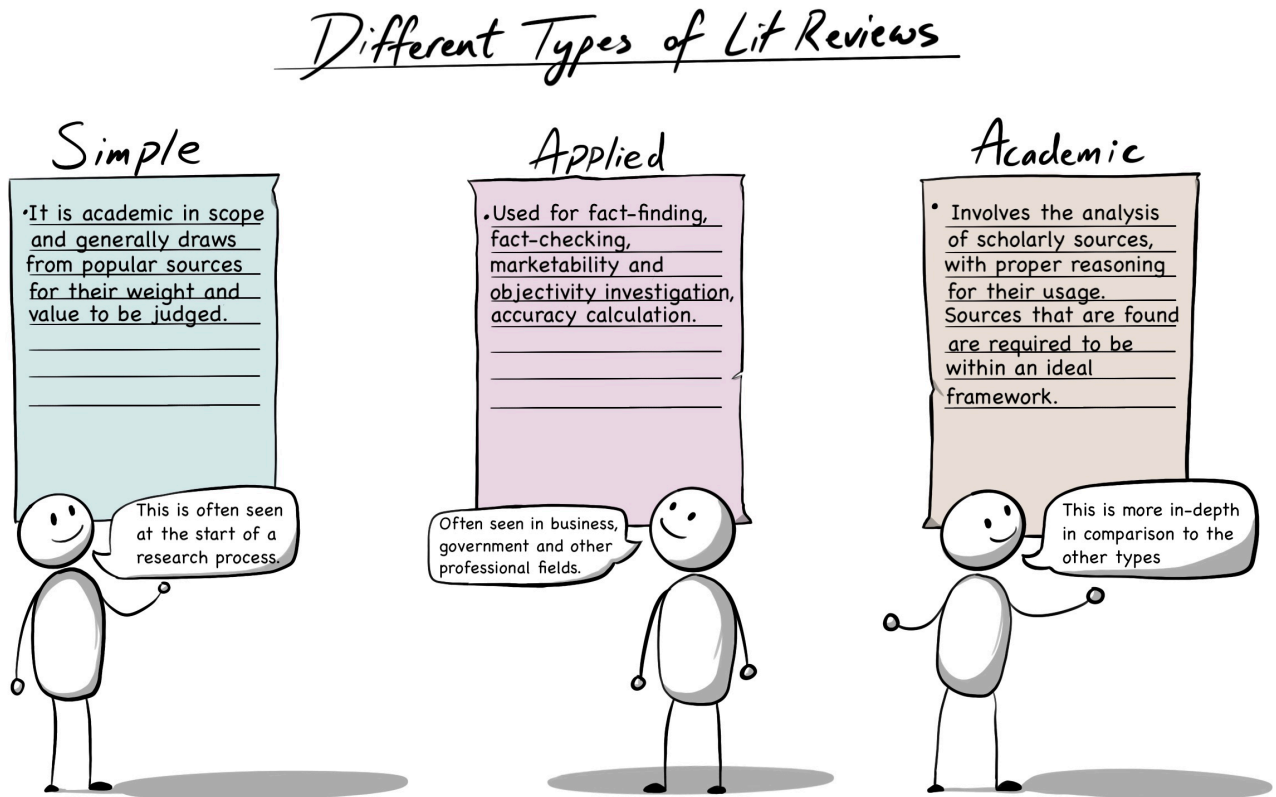 Different Types of Lit Reviews
Simple
•It is academic in scope
and generally draws
from popular sources
for their weight and
value to be judged.
This is often seen
at the start of a
research process.
Applied
•Used for fact-finding,
fact-checking,
marketability and
objectivity investigation,
accuracy calculation.
Often seen in business,
government and other
professional fields.
Academic
• Involves the analysis
of scholarly sources,
with proper reasoning
for their usage.
Sources that are found
are required to be
within an ideal
framework.
This is more in-depth
in comparison to the
other types